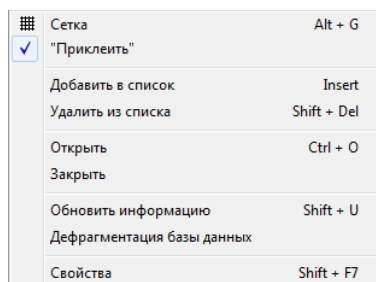 Сетка Alt + G
"Приклеить"
Добавить в список Insert
Удалить из списка Shift + Del
Открыть Ctrl + O
Закрыть
Обновить информацию Shift + U
Дефрагментация базы данных
Свойства Shift + F7